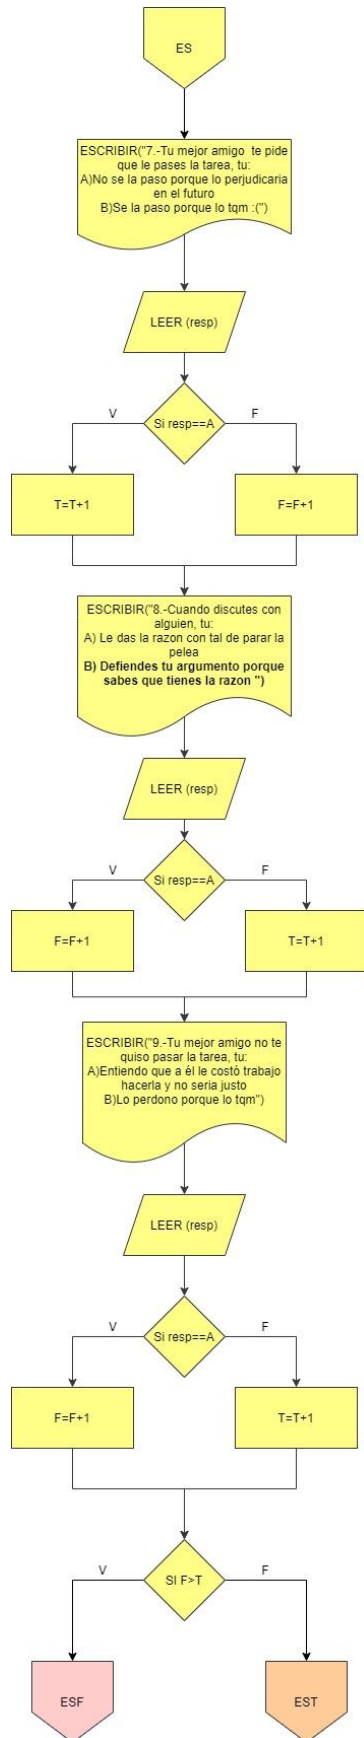 ES
ESCRIBIR("7.-Tu mejor amigo te pide
que le pases la tarea, tu:
A)No se la paso porque lo perjudicaria
en el futuro
B)Se la paso porque lo tqm :(")
LEER (resp)
V
Si resp==A
F
T=T+1
F=F+1
ESCRIBIR("8.-Cuando discutes con
alguien, tu:
A) Le das la razon con tal de parar la
pelea
B) Defiendes tu argumento porque
sabes que tienes la razon ")
LEER (resp)
V
Si resp==A
F
F=F+1
T=T+1
ESCRIBIR("9.-Tu mejor amigo no te
quiso pasar la tarea, tu:
A)Entiendo que a él le costó trabajo
hacerla y no seria justo
B)Lo perdono porque lo tqm")
LEER (resp)
V
Si resp==A
F
F=F+1
T=T+1
V
SI F>T
F
ESF
EST